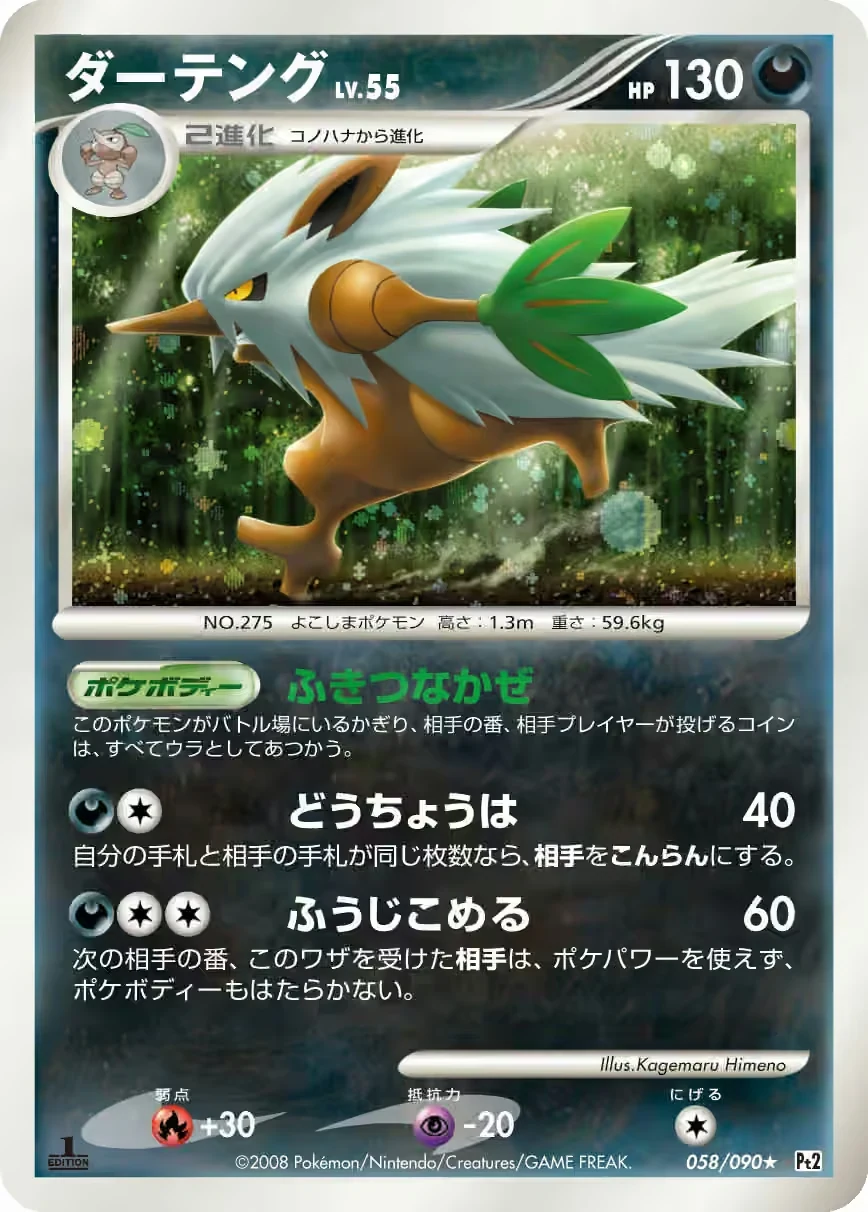 ダーテング LV.55 HP 130
2進化 コノハナから進化
NO.275 よこしまポケモン 高さ:1.3m 重さ:59.6kg
ポケボディー ふきつなかぜ
このポケモンがバトル場にいるかぎり、相手の番、相手プレイヤーが投げるコイン
は、すべてウラとしてあつかう。
どうちょうは 40
自分の手札と相手の手札が同じ枚数なら、相手をこんらんにする。
ふうじこめる 60
次の相手の番、このワザを受けた相手は、ポケパワーを使えず、
ポケボディーもはたらかない。
Illus.Kagemaru Himeno
弱点 抵抗力 にげる
+30 -20
1 EDITION
©2008 Pokémon/Nintendo/Creatures/GAME FREAK. 058/090★ Pt2